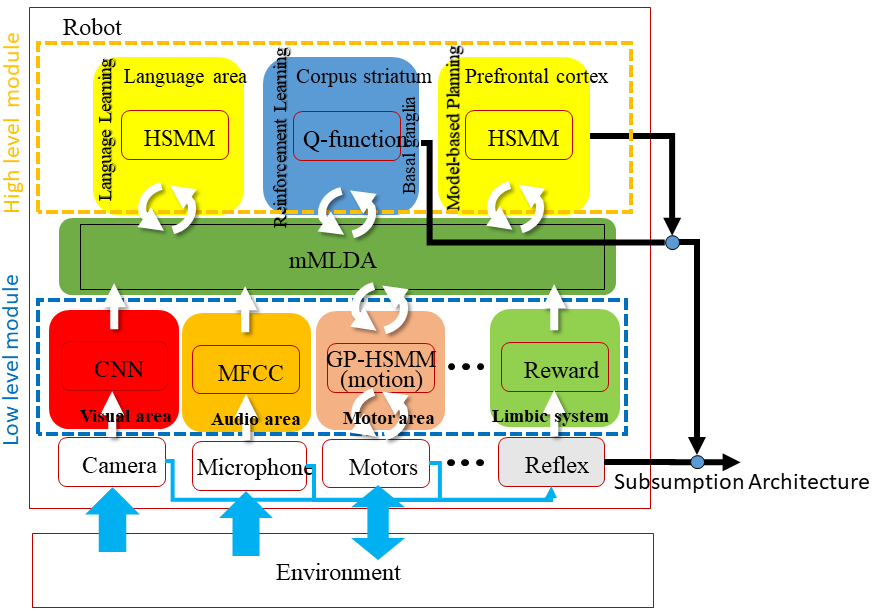 Robot
High level module
Language Learning
Language area
HSMM
Reinforcement Learning
Corpus striatum
Q-function
Basal ganglia
Model-based Planning
Prefrontal cortex
HSMM
mMLDA
Low level module
CNN
Visual area
MFCC
Audio area
GP-HSMM
(motion)
Motor area
•••
Reward
Limbic system
Camera
Microphone
Motors
•••
Reflex
Subsumption Architecture
Environment